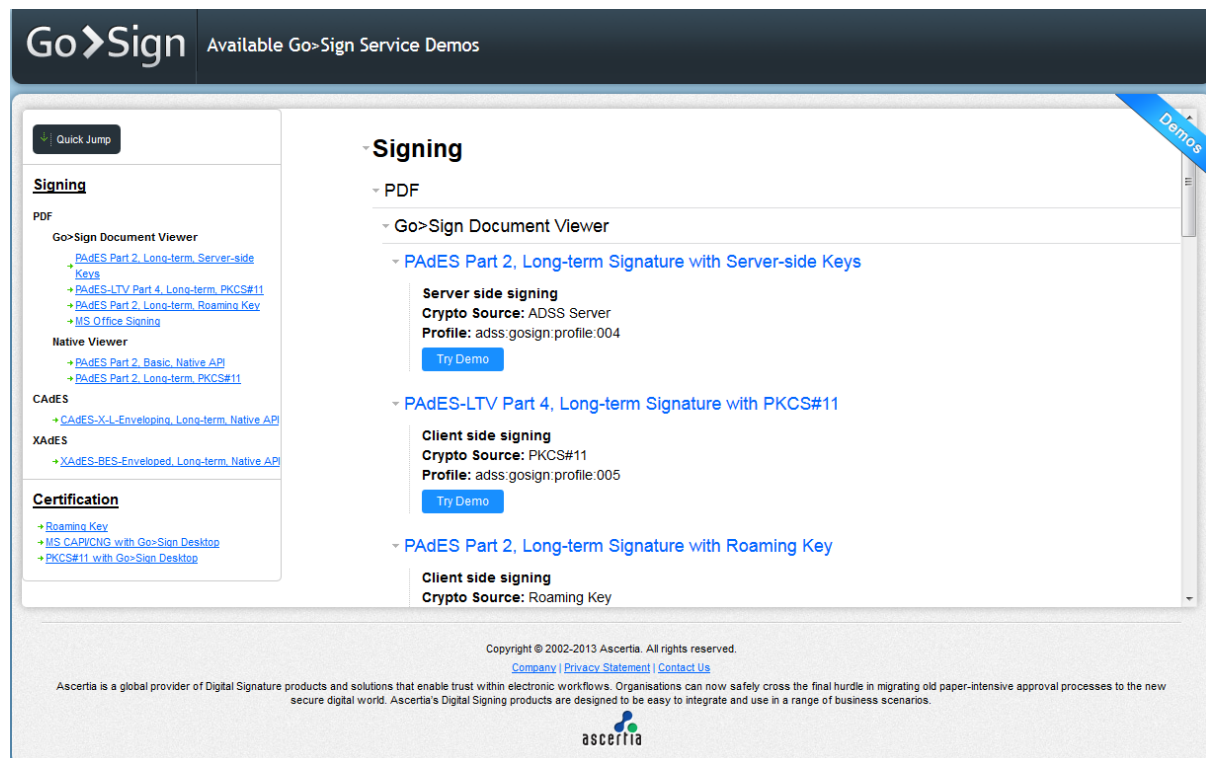 Go>Sign
Available Go>Sign Service Demos
Demos
Quick Jump
Signing
PDF
Go>Sign Document Viewer
PAdES Part 2, Long-term, Server-side
Keys
PAdES-LTV Part 4, Long-term, PKCS#11
PAdES Part 2, Long-term, Roaming Key
MS Office Signing
Native Viewer
PAdES Part 2, Basic, Native API
PAdES Part 2, Long-term, PKCS#11
CAdES
CAdES-X-L-Enveloping, Long-term, Native API
XAdES
XAdES-BES-Enveloped, Long-term, Native API
Certification
Roaming Key
MS CAPI/CNG with Go>Sign Desktop
PKCS#11 with Go>Sign Desktop
Signing
PDF
Go>Sign Document Viewer
PAdES Part 2, Long-term Signature with Server-side Keys
Server side signing
Crypto Source: ADSS Server
Profile: adss:gosign:profile:004
Try Demo
PAdES-LTV Part 4, Long-term Signature with PKCS#11
Client side signing
Crypto Source: PKCS#11
Profile: adss:gosign:profile:005
Try Demo
PAdES Part 2, Long-term Signature with Roaming Key
Client side signing
Crypto Source: Roaming Key
Copyright © 2002-2013 Ascertia. All rights reserved.
Company | Privacy Statement | Contact Us
Ascertia is a global provider of Digital Signature products and solutions that enable trust within electronic workflows. Organisations can now safely cross the final hurdle in migrating old paper-intensive approval processes to the new
secure digital world. Ascertia's Digital Signing products are designed to be easy to integrate and use in a range of business scenarios.
ascertia